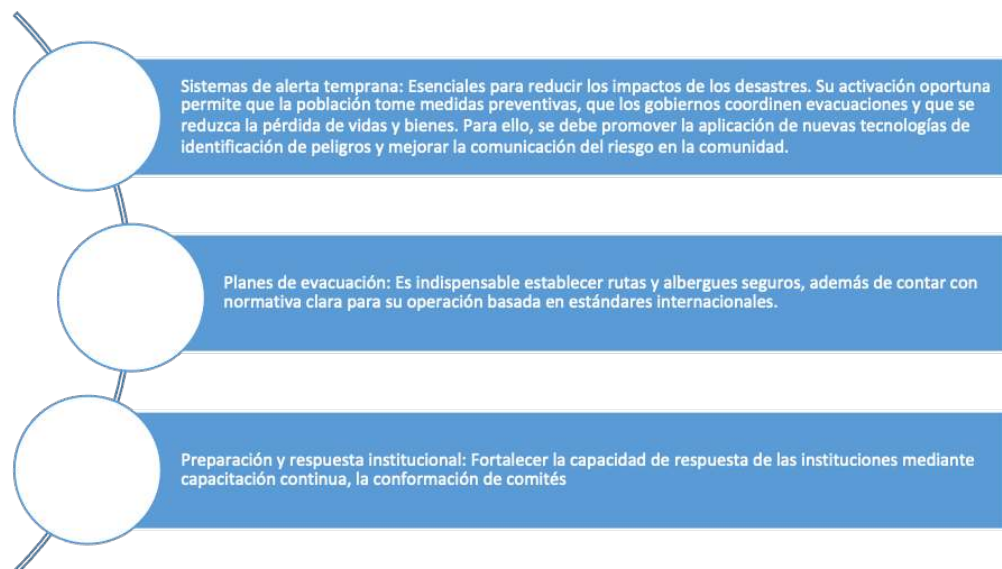 Sistemas de alerta temprana: Esenciales para reducir los impactos de los desastres. Su activación oportuna
permite que la población tome medidas preventivas, que los gobiernos coordinen evacuaciones y que se
reduzca la pérdida de vidas y bienes. Para ello, se debe promover la aplicación de nuevas tecnologías de
identificación de peligros y mejorar la comunicación del riesgo en la comunidad.
Planes de evacuación: Es indispensable establecer rutas y albergues seguros, además de contar con
normativa clara para su operación basada en estándares internacionales.
Preparación y respuesta institucional: Fortalecer la capacidad de respuesta de las instituciones mediante
capacitación continua, la conformación de comités